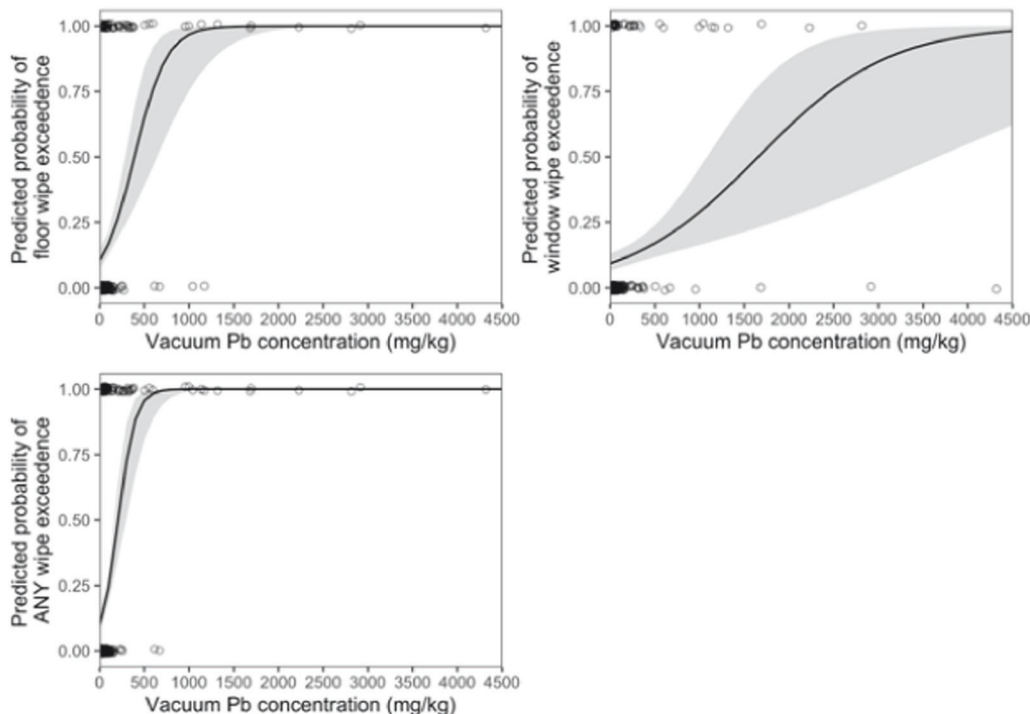 Predicted probability of
floor wipe exceedence
1.00
0.75
0.50
0.25
0.00
0 500 1000 1500 2000 2500 3000 3500 4000 4500
Vacuum Pb concentration (mg/kg)
Predicted probability of
window wipe exceedence
1.00
0.75
0.50
0.25
0.00
0 500 1000 1500 2000 2500 3000 3500 4000 4500
Vacuum Pb concentration (mg/kg)
Predicted probability of
ANY wipe exceedence
1.00
0.75
0.50
0.25
0.00
0 500 1000 1500 2000 2500 3000 3500 4000 4500
Vacuum Pb concentration (mg/kg)